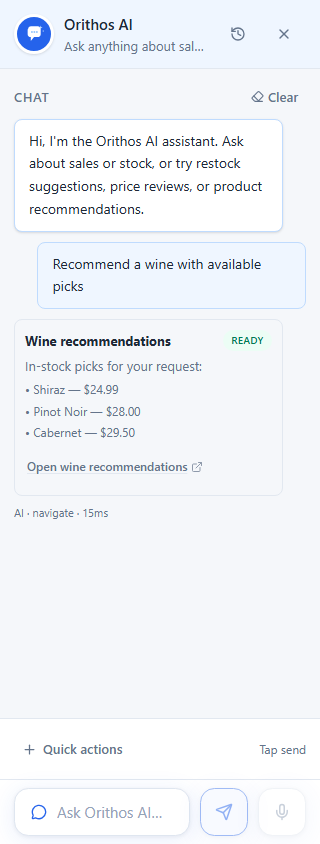 Orithos AI
Ask anything about sal...
CHAT
Clear
Hi, I'm the Orithos AI assistant. Ask
about sales or stock, or try restock
suggestions, price reviews, or product
recommendations.
Recommend a wine with available
picks
Wine recommendations
READY
In-stock picks for your request:
• Shiraz — $24.99
• Pinot Noir — $28.00
• Cabernet — $29.50
Open wine recommendations
AI · navigate · 15ms
Quick actions
Tap send
Ask Orithos AI...